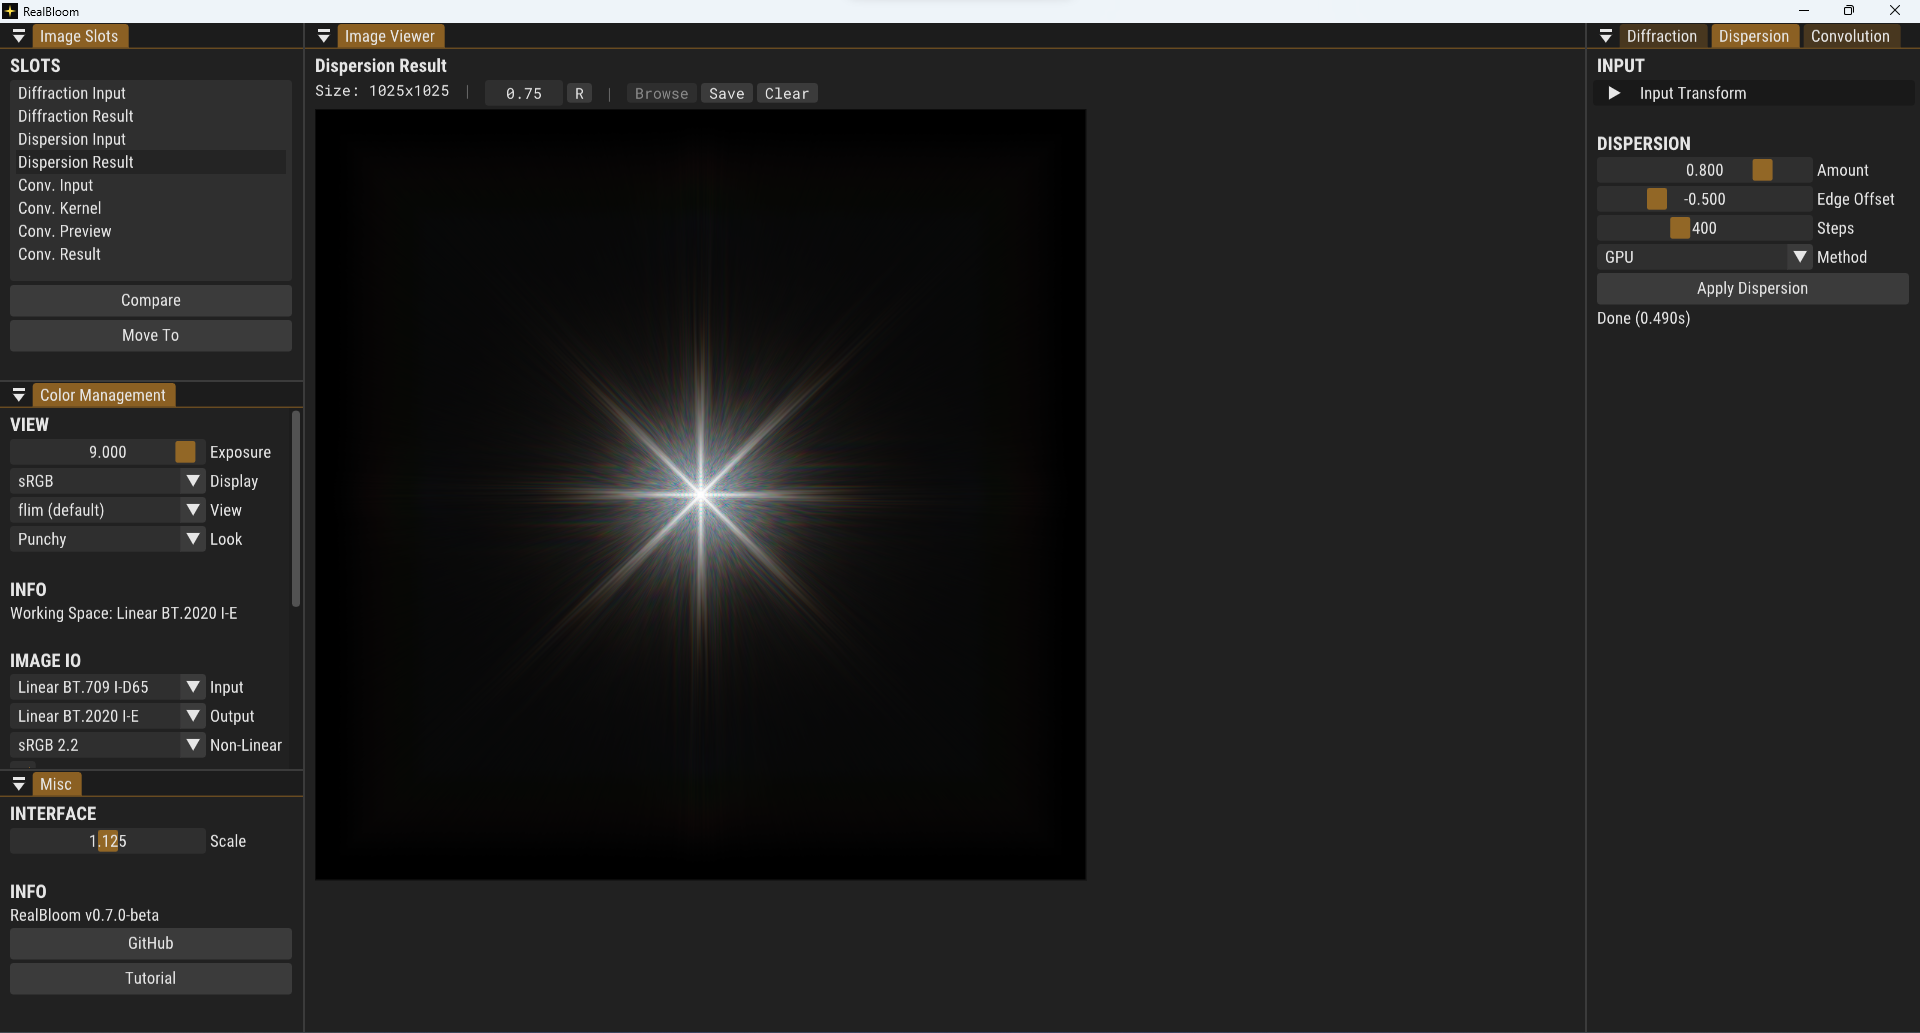 RealBloom
Image Slots
SLOTS
Diffraction Input
Diffraction Result
Dispersion Input
Dispersion Result
Conv. Input
Conv. Kernel
Conv. Preview
Conv. Result
Compare
Move To
Color Management
VIEW
9.000 Exposure
sRGB Display
flim (default) View
Punchy Look
INFO
Working Space: Linear BT.2020 I-E
IMAGE IO
Linear BT.709 I-D65 Input
Linear BT.2020 I-E Output
sRGB 2.2 Non-Linear
Misc
INTERFACE
1.125 Scale
INFO
RealBloom v0.7.0-beta
GitHub
Tutorial
Image Viewer
Dispersion Result
Size: 1025x1025 | 0.75 R | Browse Save Clear
Diffraction Dispersion Convolution
INPUT
Input Transform
DISPERSION
0.800 Amount
-0.500 Edge Offset
400 Steps
GPU Method
Apply Dispersion
Done (0.490s)